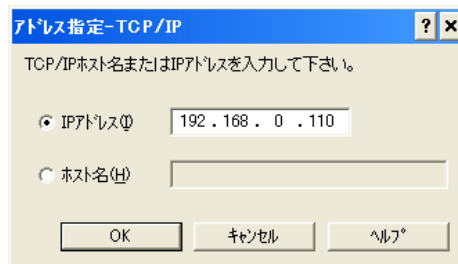 ｱﾄﾞﾚｽ指定-TCP/IP
TCP/IPﾎｽﾄ名またはIPｱﾄﾞﾚｽを入力して下さい。
IPｱﾄﾞﾚｽ(I) 192 . 168 . 0 . 110
ﾎｽﾄ名(H)
OK ｷｬﾝｾﾙ ﾍﾙﾌﾟ